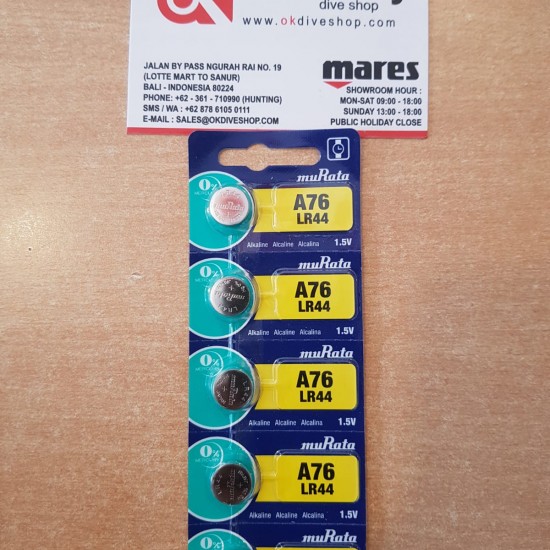 dive shop
www.okdiveshop.com
JALAN BY PASS NGURAH RAI NO. 19
(LOTTE MART TO SANUR)
BALI - INDONESIA 80224
PHONE: +62 - 361 - 710990 (HUNTING)
SMS / WA : +62 878 6105 0111
E-MAIL : SALES@OKDIVESHOP.COM
mares
SHOWROOM HOUR :
MON-SAT 09:00 - 18:00
SUNDAY 13:00 - 18:00
PUBLIC HOLIDAY CLOSE
muRata
0%
A76
LR44
Alkaline Alcaline Alcalina 1.5V
muRata
0%
A76
LR44
Alkaline Alcaline Alcalina 1.5V
muRata
0%
A76
LR44
Alkaline Alcaline Alcalina 1.5V
muRata
0%
A76
LR44
Alkaline Alcaline Alcalina 1.5V
muRata